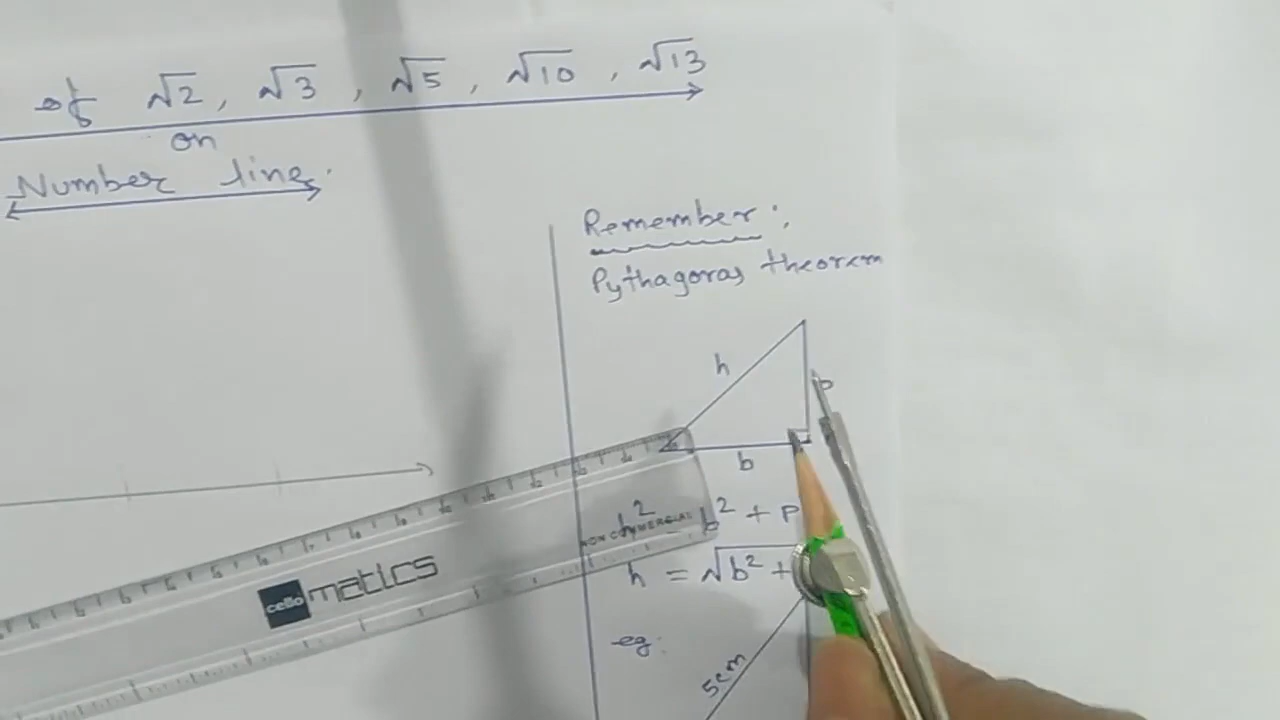 of √2, √3, √5, √10, √13
on
Number line.
Remember:
Pythagoras theorem
h
p
b
h² = b² + p
h = √b² +
eg:
5cm
cello matics
NON COMMERCIAL